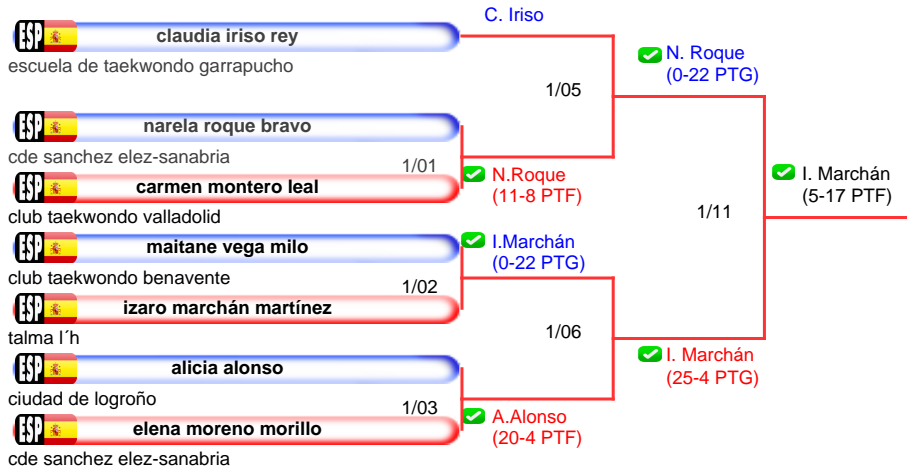 ESP claudia iriso rey
escuela de taekwondo garrapucho
C. Iriso
ESP narela roque bravo
cde sanchez elez-sanabria
1/01
ESP carmen montero leal
club taekwondo valladolid
N.Roque
(11-8 PTF)
1/05
N. Roque
(0-22 PTG)
ESP maitane vega milo
club taekwondo benavente
1/02
ESP izaro marchán martínez
talma l´h
I.Marchán
(0-22 PTG)
ESP alicia alonso
ciudad de logroño
1/03
ESP elena moreno morillo
cde sanchez elez-sanabria
A.Alonso
(20-4 PTF)
1/06
I. Marchán
(25-4 PTG)
1/11
I. Marchán
(5-17 PTF)